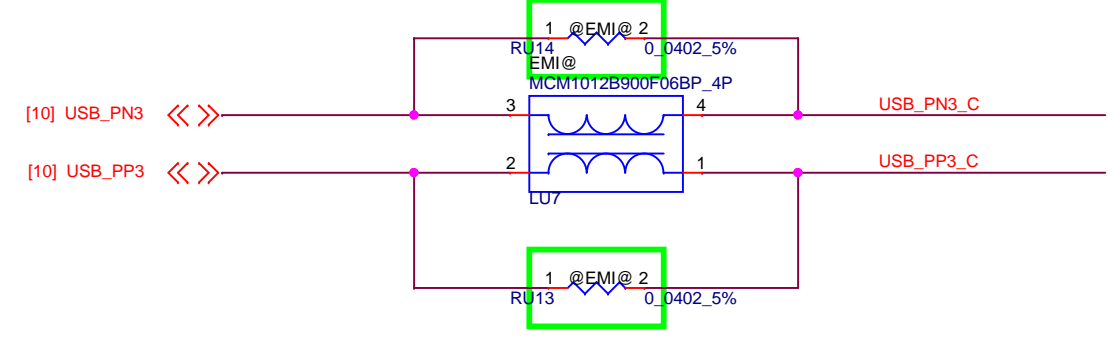 1 @EMI@ 2
RU14 0_0402_5%
EMI@
MCM1012B900F06BP_4P
[10] USB_PN3 3 4 USB_PN3_C
[10] USB_PP3 2 1 USB_PP3_C
LU7
1 @EMI@ 2
RU13 0_0402_5%